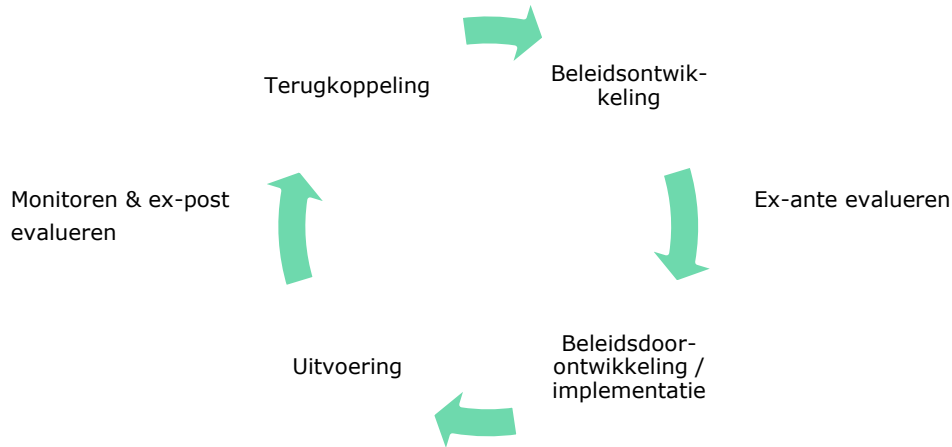 Terugkoppeling
Beleidsontwik-
keling
Ex-ante evalueren
Beleidsdoor-
ontwikkeling /
implementatie
Uitvoering
Monitoren & ex-post
evalueren